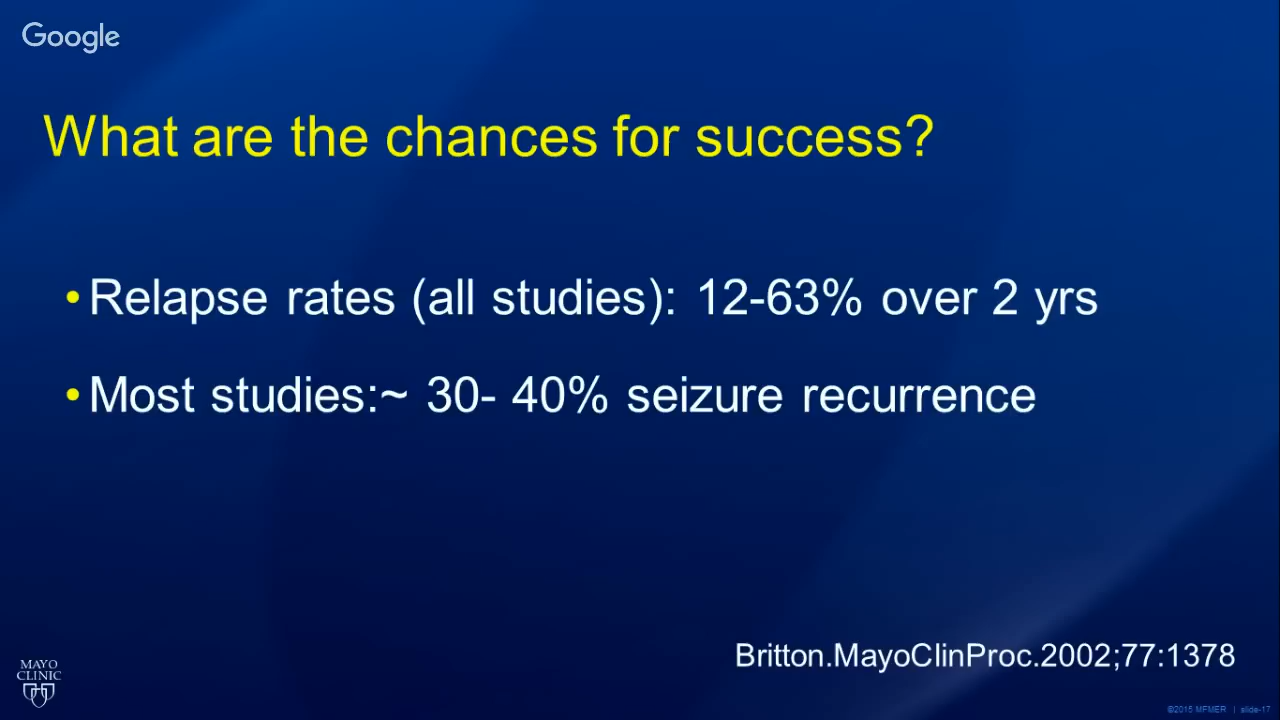 Google
What are the chances for success?
•Relapse rates (all studies): 12-63% over 2 yrs
•Most studies:~ 30- 40% seizure recurrence
Britton.MayoClinProc.2002;77:1378
MAYO
CLINIC
©2015 MFMER | slide-17